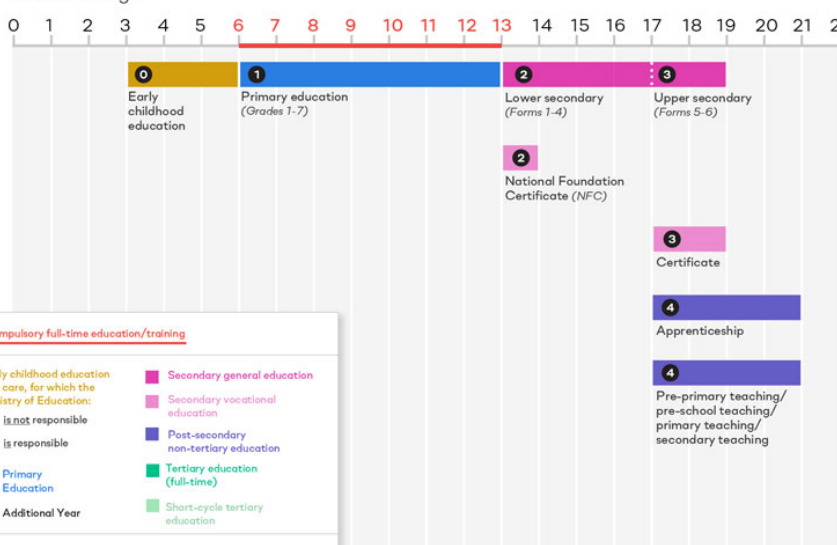 0 1 2 3 4 5 6 7 8 9 10 11 12 13 14 15 16 17 18 19 20 21
0
1
2
3
Early
childhood
education
Primary education
(Grades 1-7)
Lower secondary
(Forms 1-4)
Upper secondary
(Forms 5-6)
2
National Foundation
Certificate (NFC)
3
Certificate
4
Apprenticeship
4
Pre-primary teaching/
pre-school teaching/
primary teaching/
secondary teaching
mpulsory full-time education/training
ly childhood education
care, for which the
istry of Education:
is not responsible
is responsible
Primary
Education
Additional Year
Secondary general education
Secondary vocational
education
Post-secondary
non-tertiary education
Tertiary education
(full-time)
Short-cycle tertiary
education